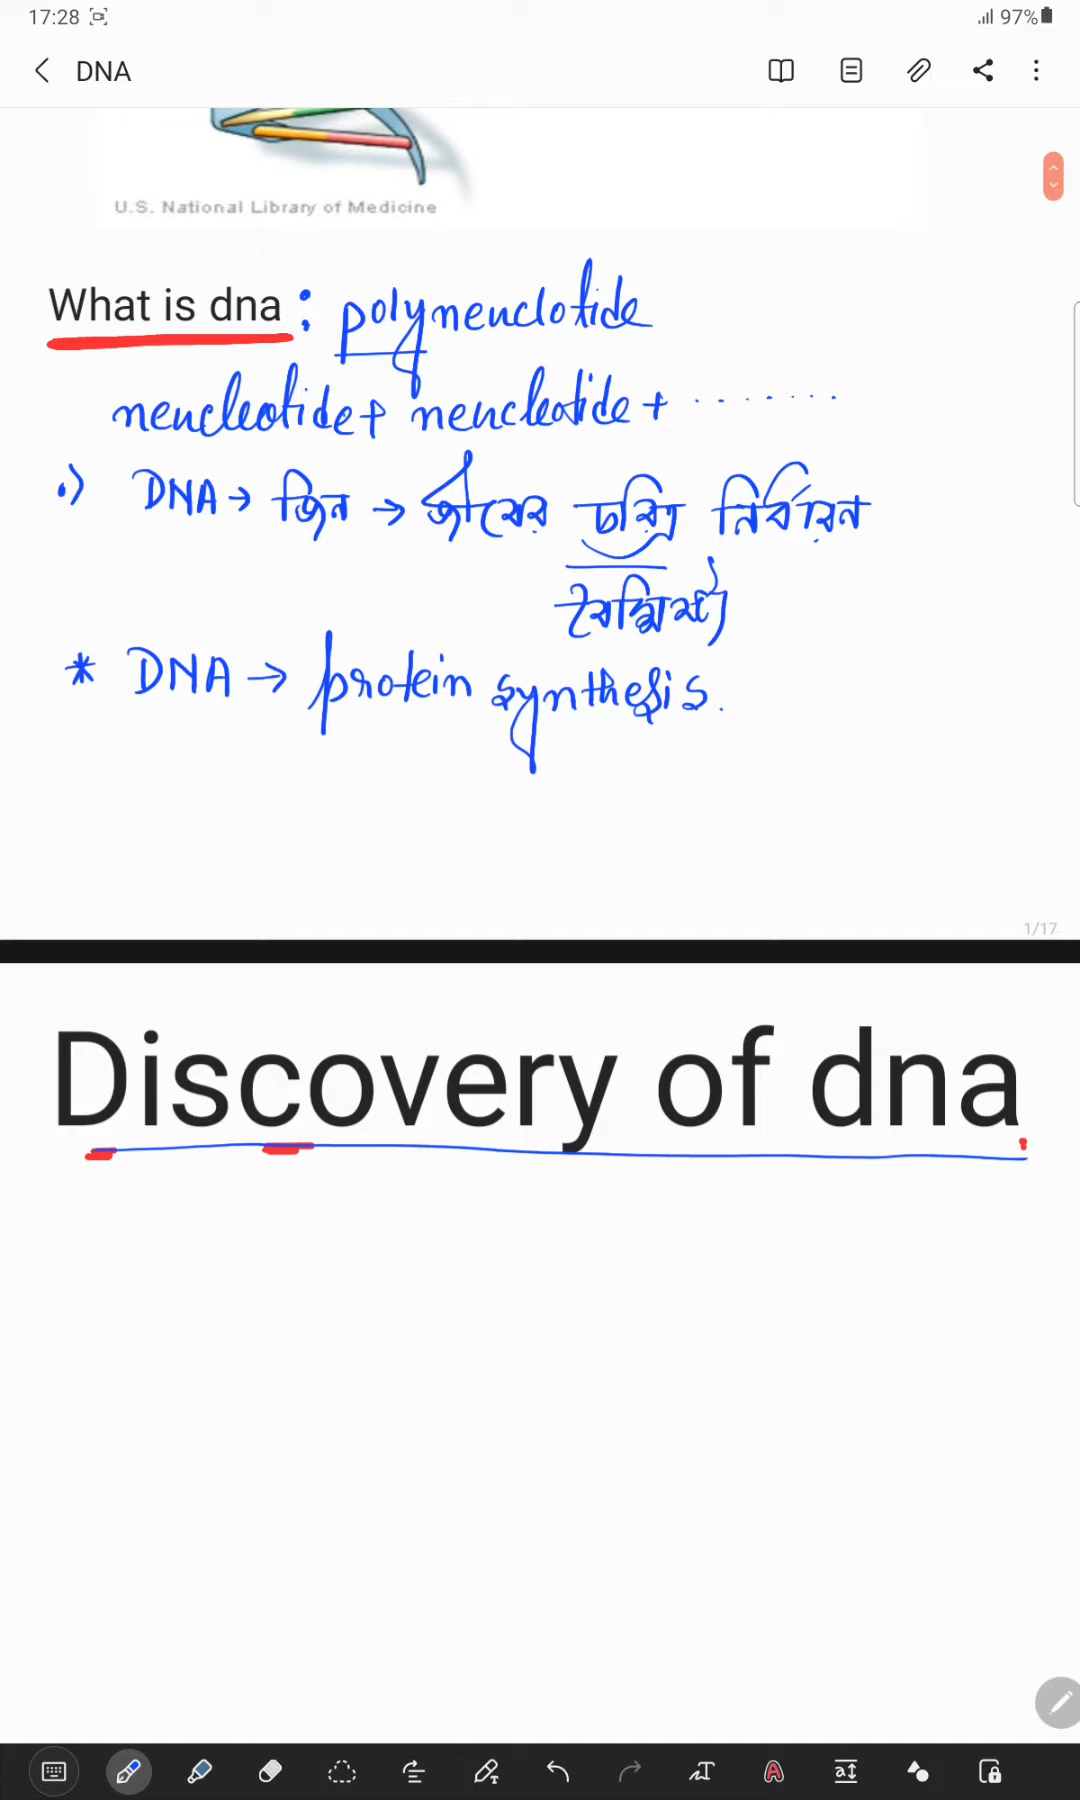 17:28 97%
DNA
U.S. National Library of Medicine
What is dna : polyneuclotide
neucleotide + neucleotide + .......
•) DNA → জিন → জীবের চরিত্র নির্ধারন
বৈশিষ্ট্য
* DNA → protein synthesis.
1/17
Discovery of dna